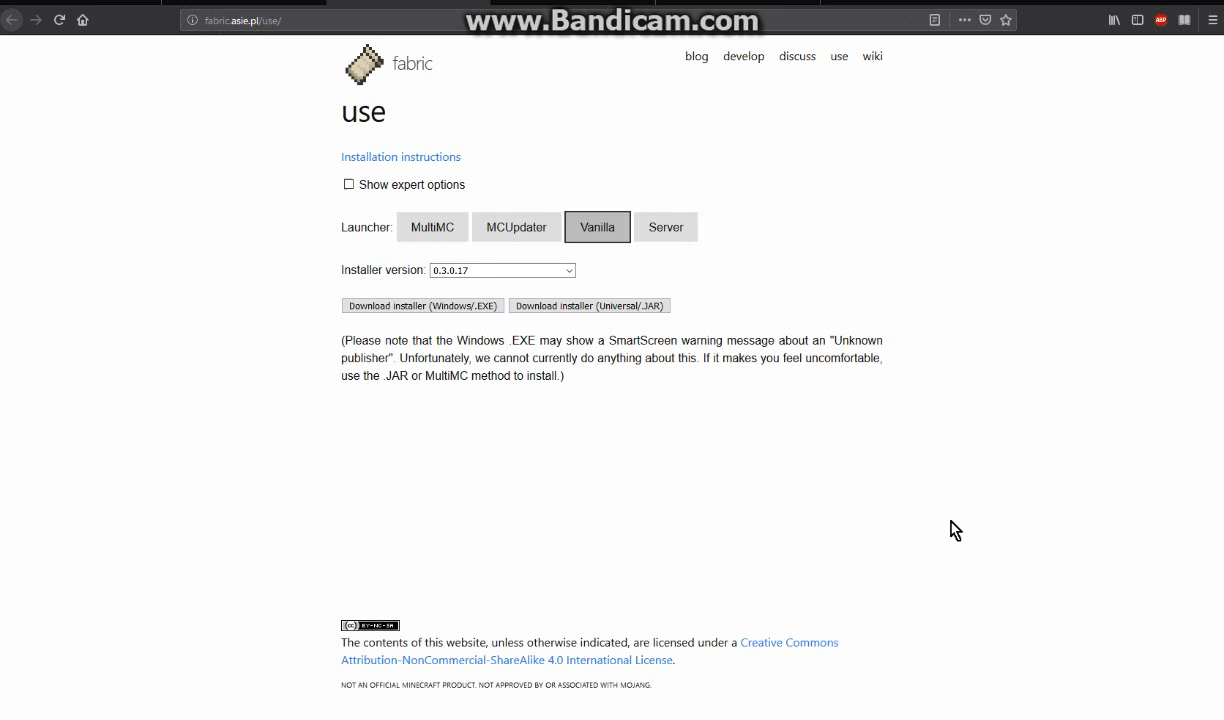 fabric.asie.pl/use/
www.Bandicam.com
ABP
fabric
blog develop discuss use wiki
use
Installation instructions
Show expert options
Launcher: MultiMC MCUpdater Vanilla Server
Installer version: 0.3.0.17
Download installer (Windows/.EXE) Download installer (Universal/.JAR)
(Please note that the Windows .EXE may show a SmartScreen warning message about an "Unknown
publisher". Unfortunately, we cannot currently do anything about this. If it makes you feel uncomfortable,
use the .JAR or MultiMC method to install.)
cc BY-NC-SA
The contents of this website, unless otherwise indicated, are licensed under a Creative Commons
Attribution-NonCommercial-ShareAlike 4.0 International License.
NOT AN OFFICIAL MINECRAFT PRODUCT. NOT APPROVED BY OR ASSOCIATED WITH MOJANG.